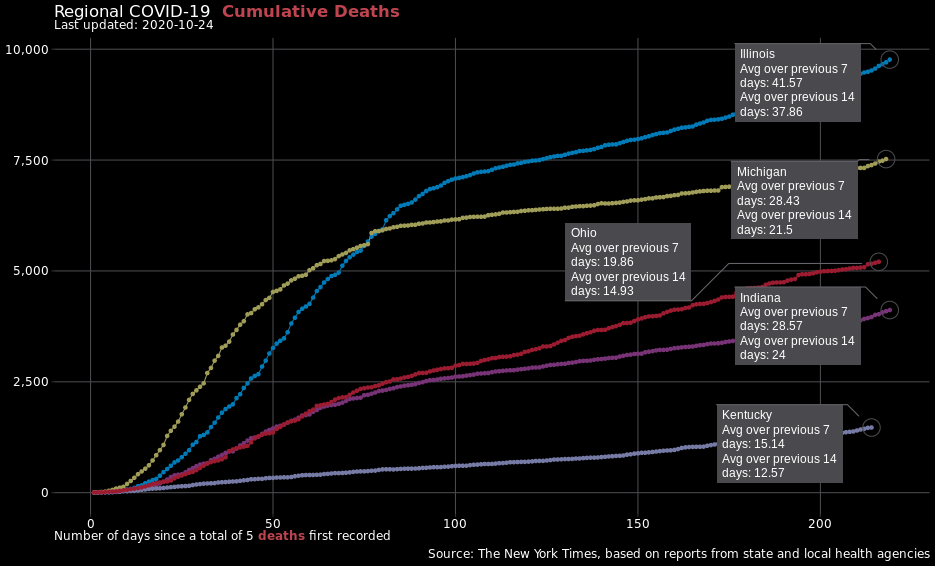 Regional COVID-19 Cumulative Deaths
Last updated: 2020-10-24
10,000
7,500
5,000
2,500
0
Illinois
Avg over previous 7
days: 41.57
Avg over previous 14
days: 37.86
Michigan
Avg over previous 7
days: 28.43
Avg over previous 14
days: 21.5
Ohio
Avg over previous 7
days: 19.86
Avg over previous 14
days: 14.93
Indiana
Avg over previous 7
days: 28.57
Avg over previous 14
days: 24
Kentucky
Avg over previous 7
days: 15.14
Avg over previous 14
days: 12.57
0 50 100 150 200
Number of days since a total of 5 deaths first recorded
Source: The New York Times, based on reports from state and local health agencies